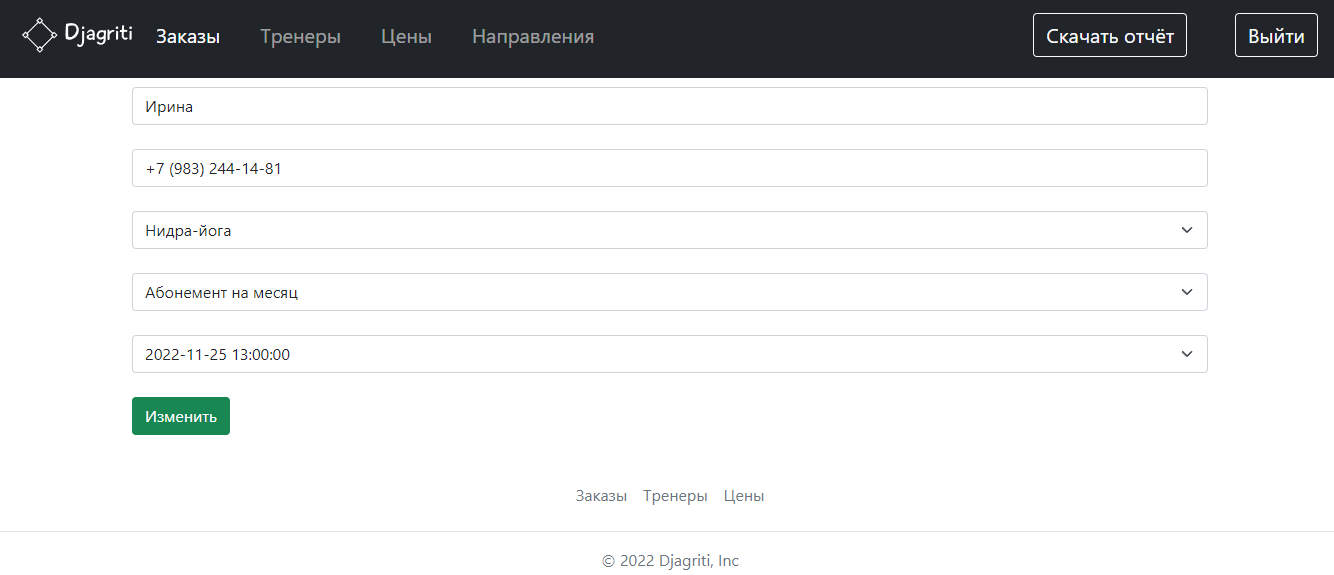 Djagriti Заказы Тренеры Цены Направления Скачать отчёт Выйти
Ирина
+7 (983) 244-14-81
Нидра-йога
Абонемент на месяц
2022-11-25 13:00:00
Изменить
Заказы Тренеры Цены
© 2022 Djagriti, Inc